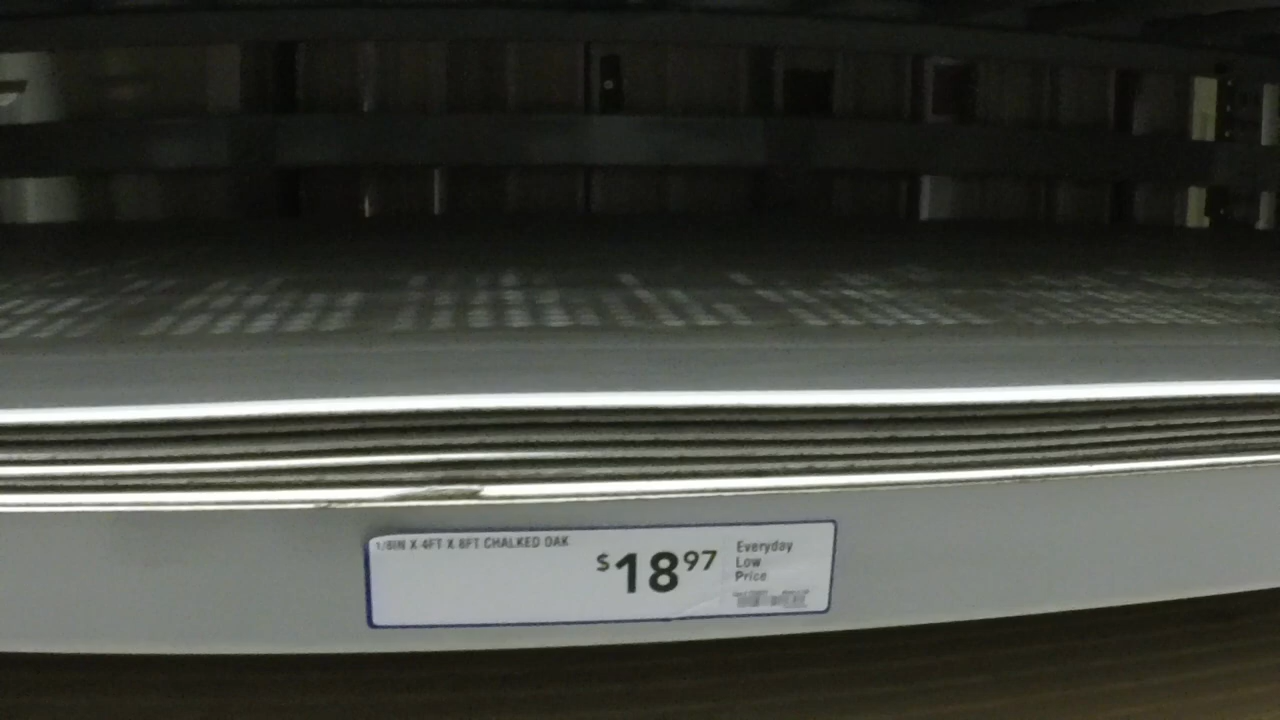 1/8IN X 4FT X 8FT CHALKED OAK
$18 97
Everyday
Low
Price